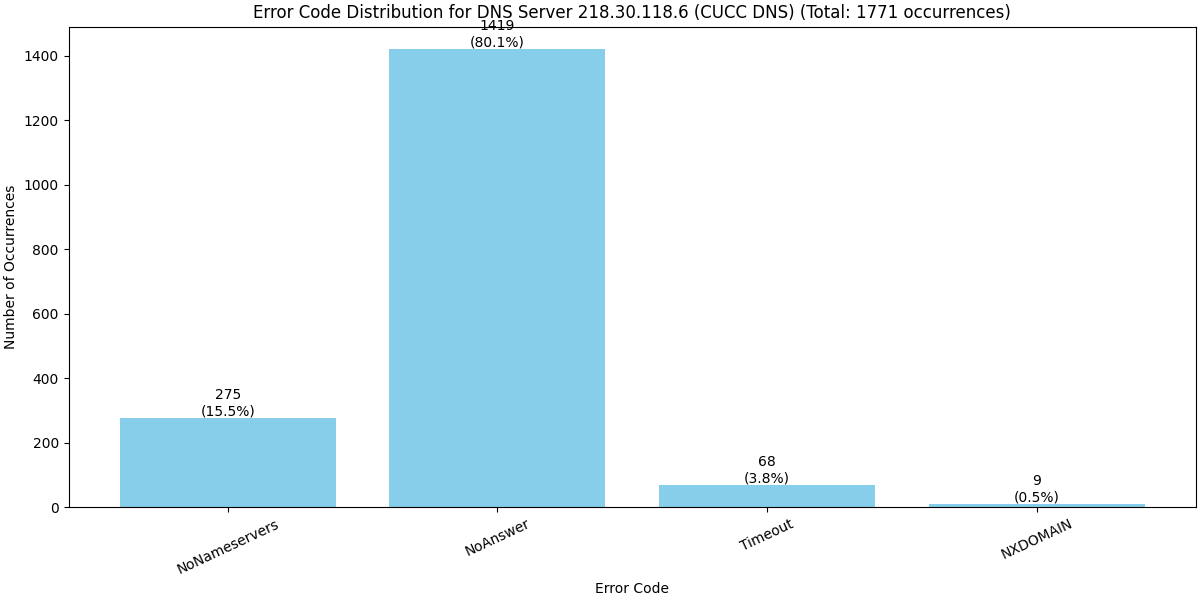 Error Code Distribution for DNS Server 218.30.118.6 (CUCC DNS) (Total: 1771 occurrences)
Number of Occurrences
1400
1200
1000
800
600
400
200
0
275
(15.5%)
1419
(80.1%)
68
(3.8%)
9
(0.5%)
NoNameservers
NoAnswer
Timeout
NXDOMAIN
Error Code